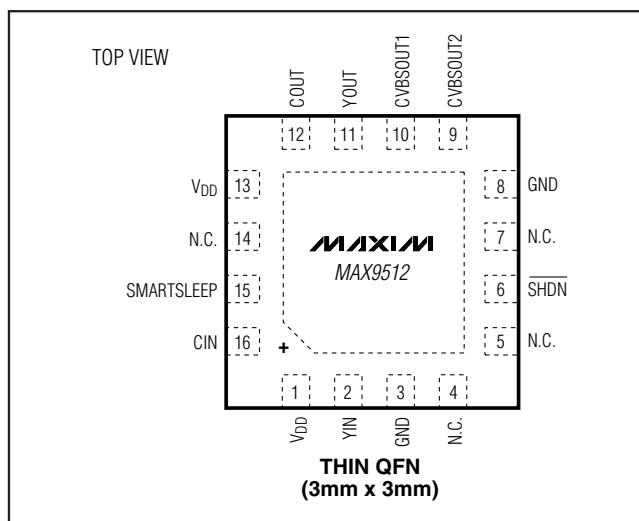 TOP VIEW
COUT
YOUT
CVBSOUT1
CVBSOUT2
12
11
10
9
VDD 13
N.C. 14
SMARTSLEEP 15
CIN 16
8 GND
7 N.C.
6 SHDN
5 N.C.
MAXIM
MAX9512
+
1
2
3
4
VDD
YIN
GND
N.C.
THIN QFN
(3mm x 3mm)